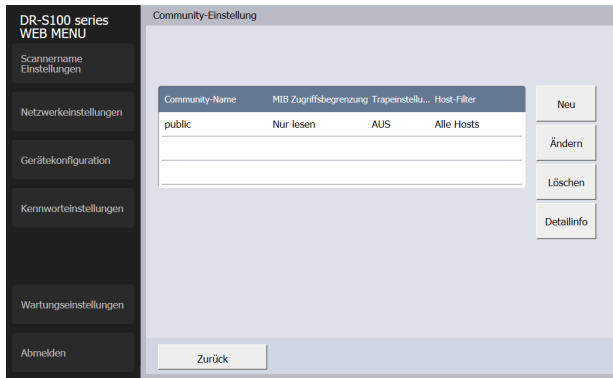 DR-S100 series
WEB MENU
Scannername
Einstellungen
Netzwerkeinstellungen
Gerätekonfiguration
Kennworteinstellungen
Wartungseinstellungen
Abmelden
Community-Einstellung
Community-Name MIB Zugriffsbegrenzung Trapeinstellu... Host-Filter
public Nur lesen AUS Alle Hosts
Neu
Ändern
Löschen
Detailinfo
Zurück